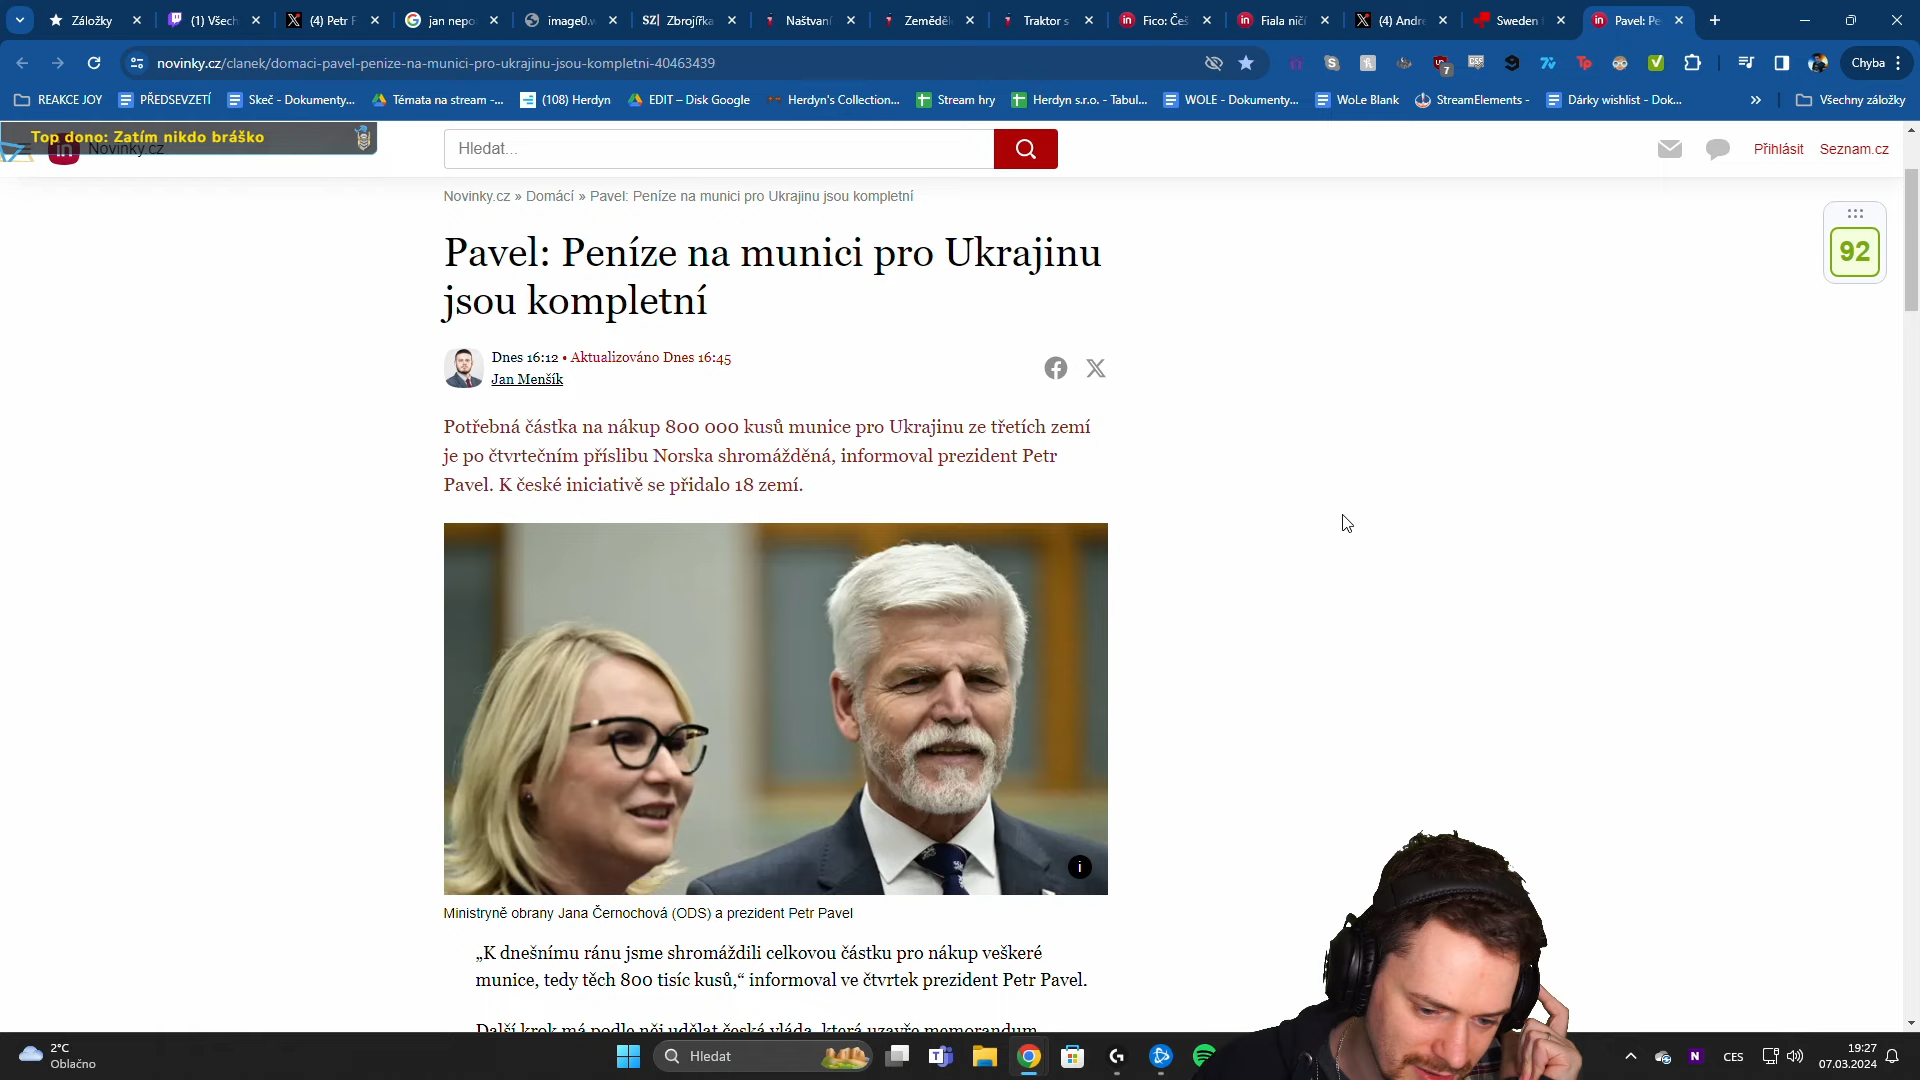 Záložky
(1) Všech
(4) Petr F
jan nepo
image0.w
SZ| Zbrojířka
Naštvaní
Zeměděl
Traktor s
Fico: Čes
Fiala ničí
(4) Andre
Sweden f
Pavel: Pe
novinky.cz/clanek/domaci-pavel-penize-na-munici-pro-ukrajinu-jsou-kompletni-40463439
7
Chyba
REAKCE JOY
PŘEDSEVZETÍ
Skeč - Dokumenty...
Témata na stream -...
(108) Herdyn
EDIT – Disk Google
Herdyn's Collection...
Stream hry
Herdyn s.r.o. - Tabul...
WOLE - Dokumenty...
WoLe Blank
StreamElements -
Dárky wishlist - Dok...
»
Všechny záložky
Top dono: Zatím nikdo bráško
Novinky.cz
Hledat...
Přihlásit
Seznam.cz
Novinky.cz » Domácí » Pavel: Peníze na munici pro Ukrajinu jsou kompletní
92
Pavel: Peníze na munici pro Ukrajinu
jsou kompletní
Dnes 16:12 • Aktualizováno Dnes 16:45
Jan Menšík
Potřebná částka na nákup 800 000 kusů munice pro Ukrajinu ze třetích zemí
je po čtvrtečním příslibu Norska shromážděná, informoval prezident Petr
Pavel. K české iniciativě se přidalo 18 zemí.
i
Ministryně obrany Jana Černochová (ODS) a prezident Petr Pavel
„K dnešnímu ránu jsme shromáždili celkovou částku pro nákup veškeré
munice, tedy těch 800 tisíc kusů,“ informoval ve čtvrtek prezident Petr Pavel.
Další krok má podle něj udělat česká vláda, která uzavře memorandum
2°C
Oblačno
Hledat
CES
19:27
07.03.2024